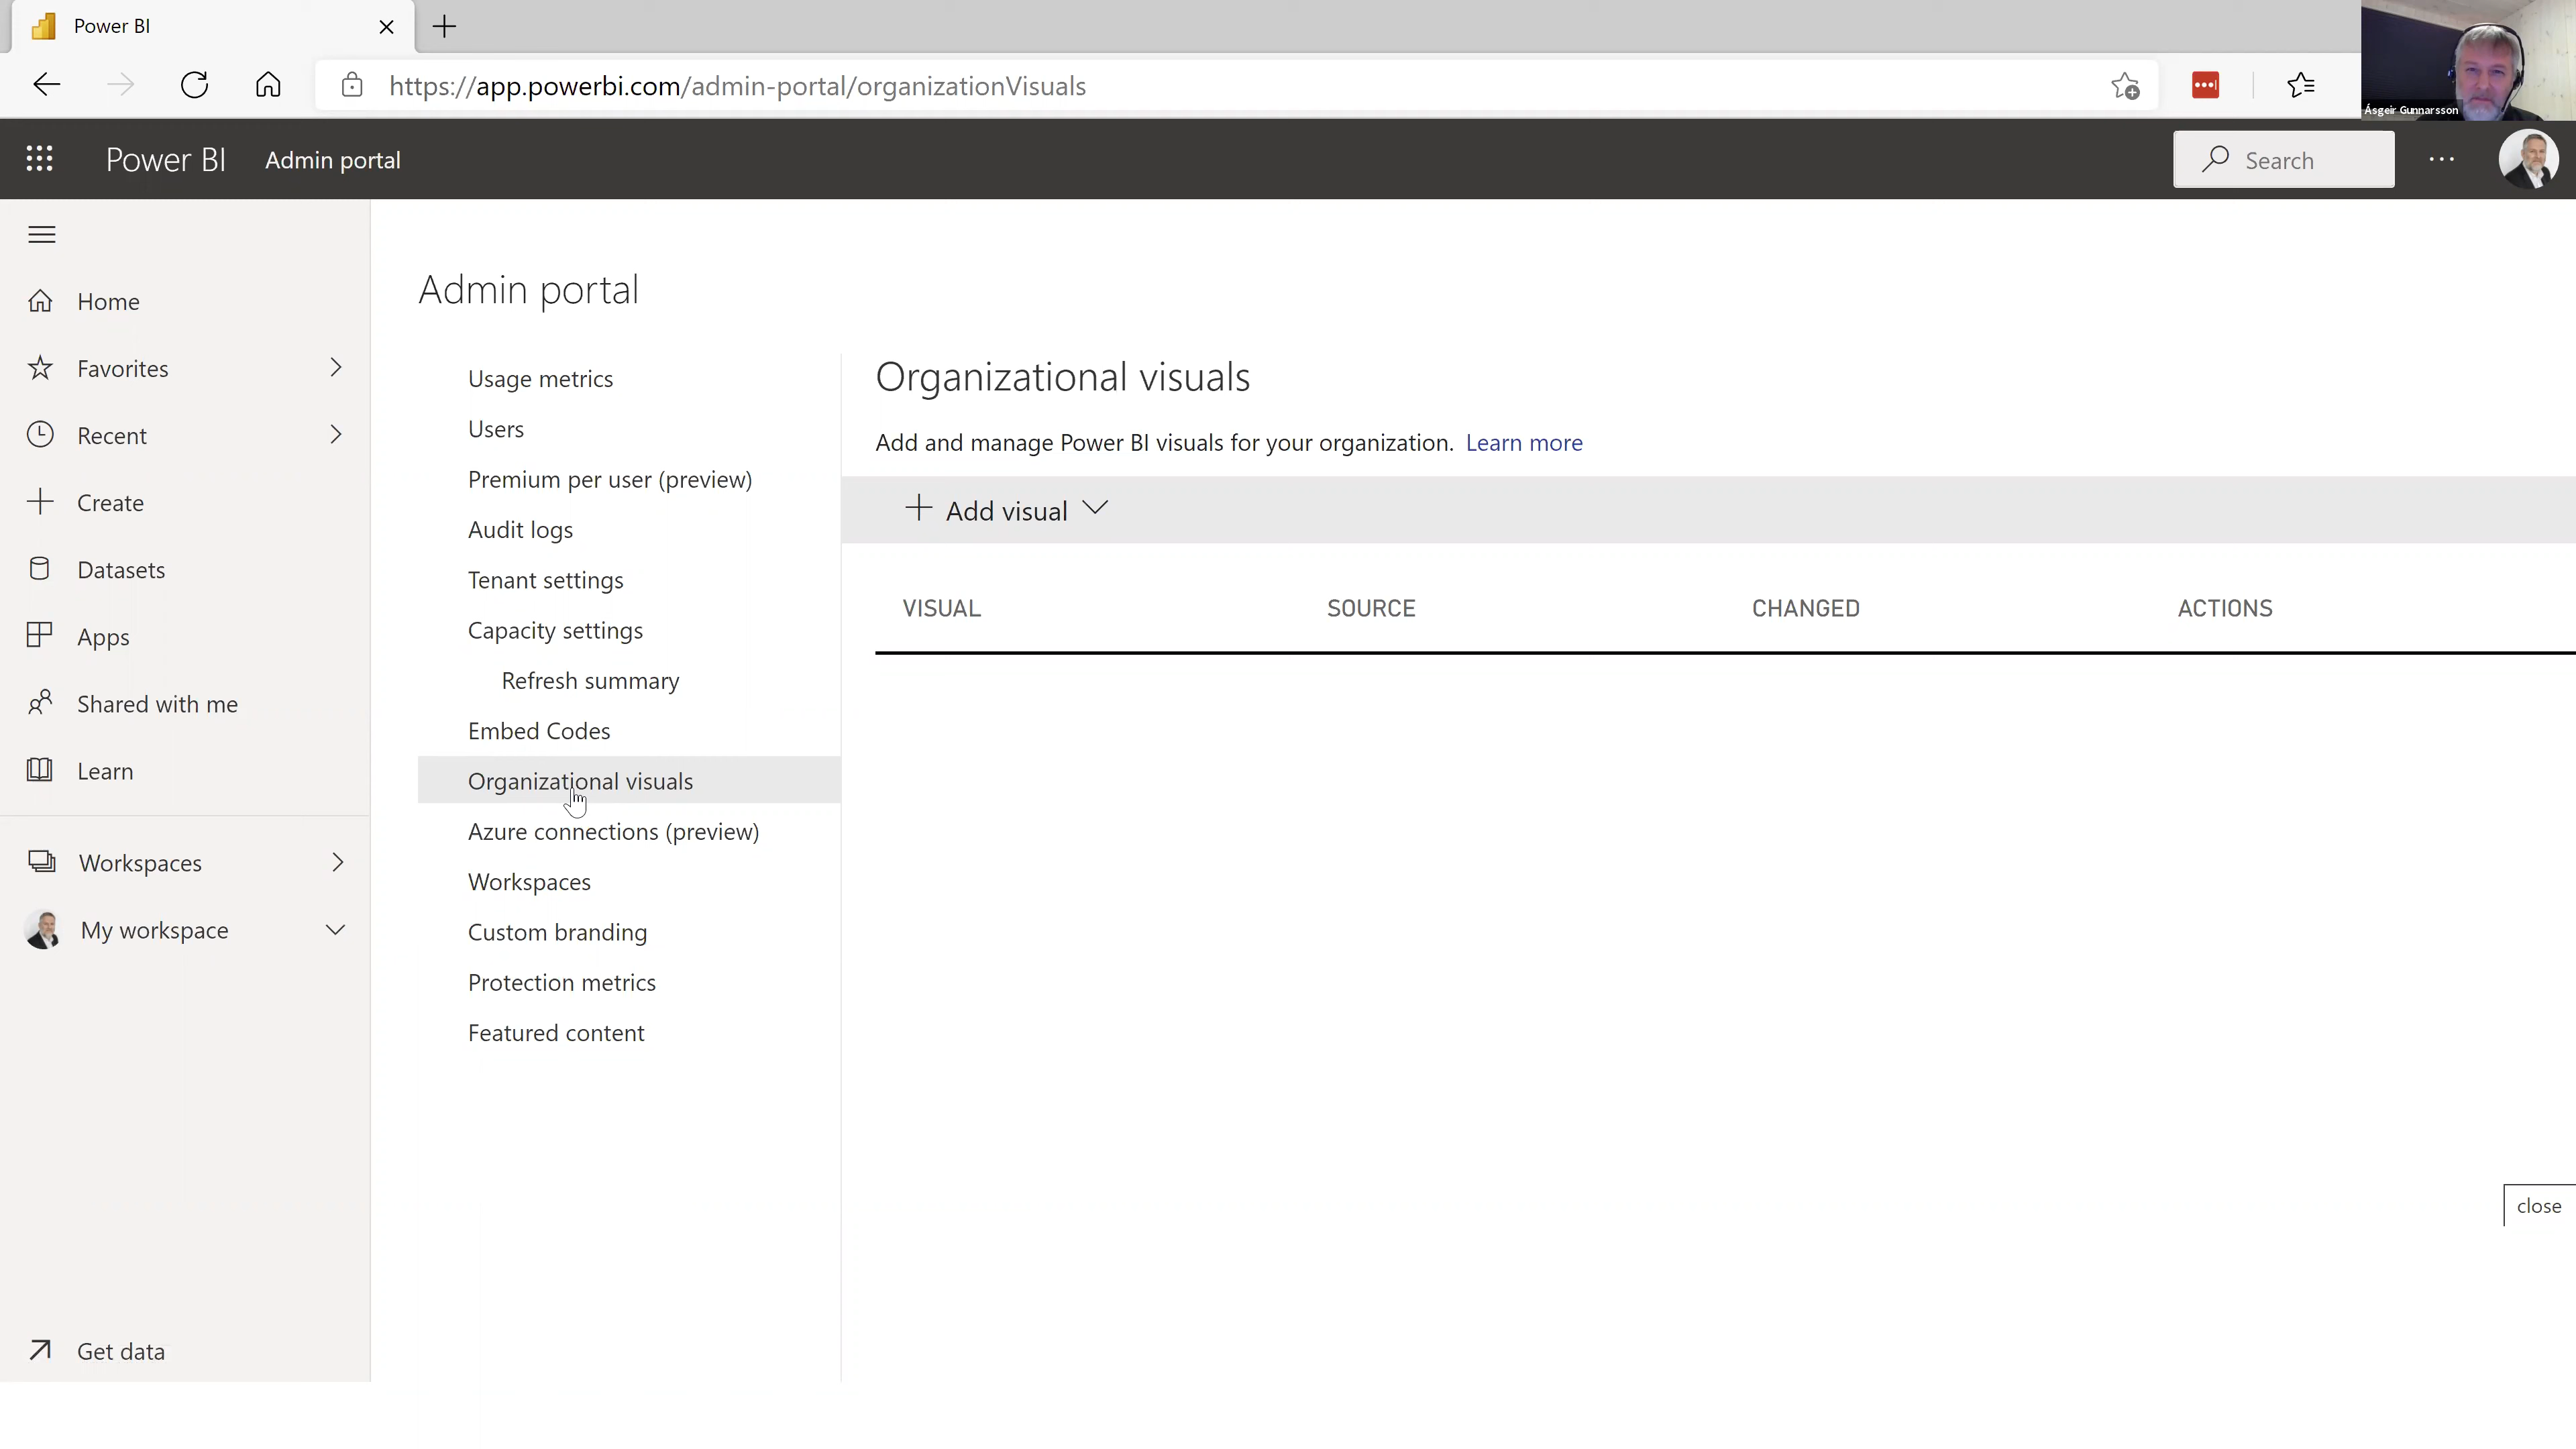 Power BI
https://app.powerbi.com/admin-portal/organizationVisuals
Ásgeir Gunnarsson
Power BI
Admin portal
Search
Home
Favorites
Recent
Create
Datasets
Apps
Shared with me
Learn
Workspaces
My workspace
Get data
Admin portal
Usage metrics
Users
Premium per user (preview)
Audit logs
Tenant settings
Capacity settings
Refresh summary
Embed Codes
Organizational visuals
Azure connections (preview)
Workspaces
Custom branding
Protection metrics
Featured content
Organizational visuals
Add and manage Power BI visuals for your organization. Learn more
Add visual
VISUAL SOURCE CHANGED ACTIONS
close